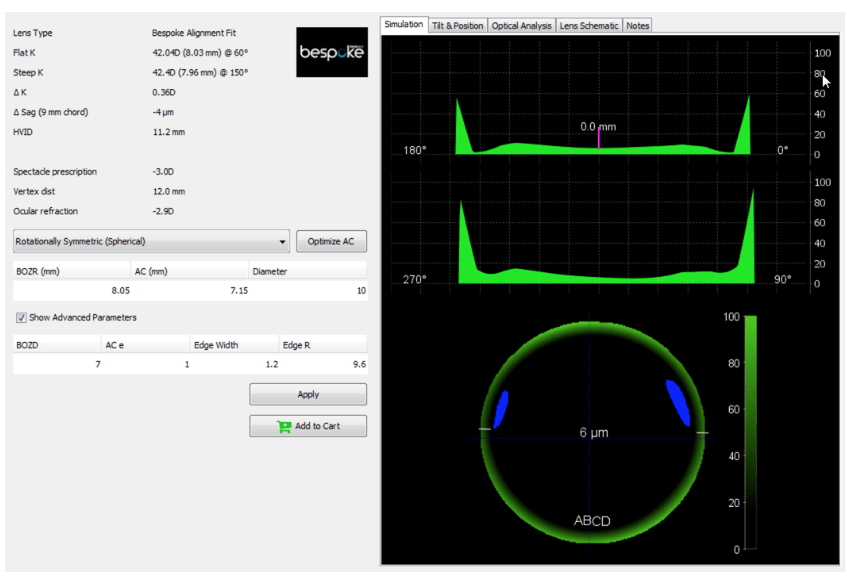 Lens Type Bespoke Alignment Fit
Flat K 42.04D (8.03 mm) @ 60°
Steep K 42.4D (7.96 mm) @ 150°
Δ K 0.36D
Δ Sag (9 mm chord) -4 µm
HVID 11.2 mm
Spectacle prescription -3.0D
Vertex dist 12.0 mm
Ocular refraction -2.9D
bespoke
Rotationally Symmetric (Spherical) Optimize AC
BOZR (mm) AC (mm) Diameter
8.05 7.15 10
Show Advanced Parameters
BOZD AC e Edge Width Edge R
7 1 1.2 9.6
Apply
Add to Cart
Simulation Tilt & Position Optical Analysis Lens Schematic Notes
100
80
60
40
20
0
0.0 mm
180° 0°
100
80
60
40
20
0
270° 90°
100
80
60
40
20
0
6 µm
ABCD